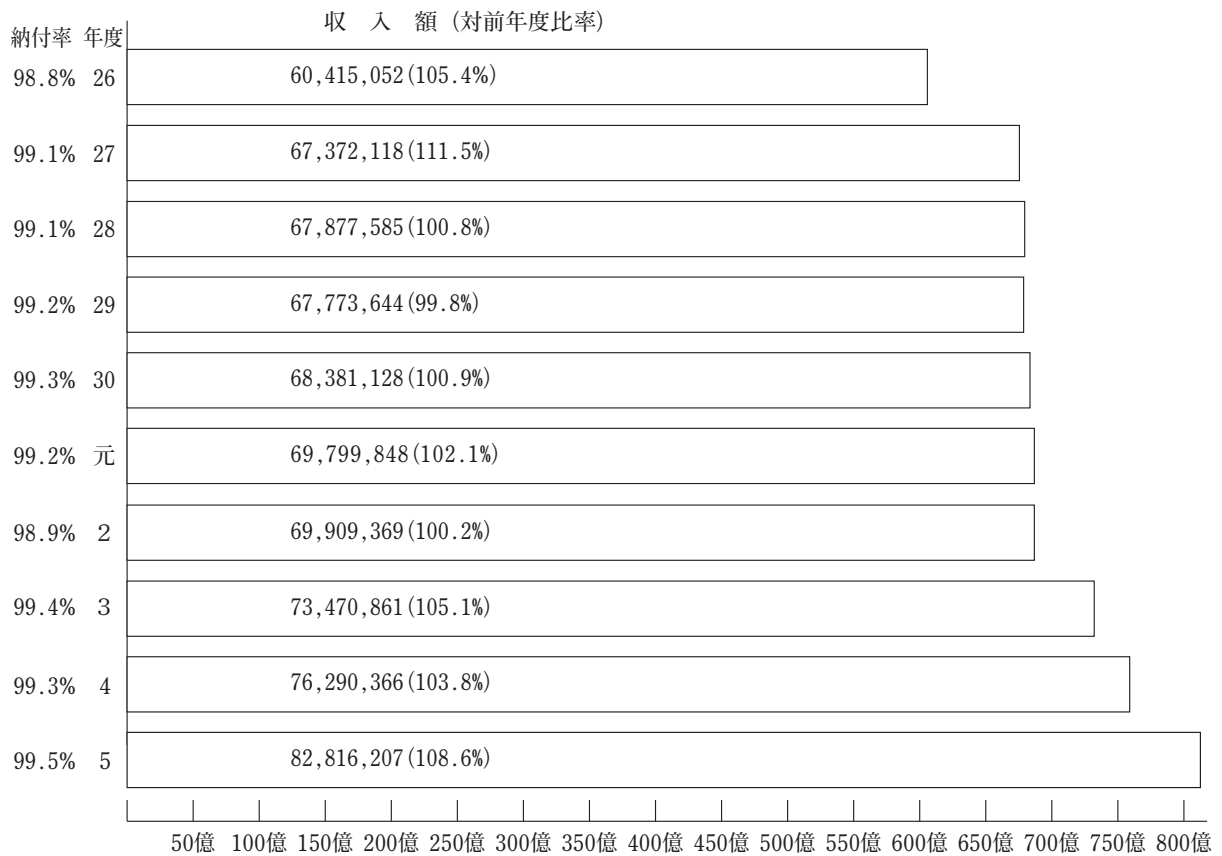 収 入 額 (対前年度比率)
納付率 年度
98.8% 26 60,415,052(105.4%)
99.1% 27 67,372,118(111.5%)
99.1% 28 67,877,585(100.8%)
99.2% 29 67,773,644(99.8%)
99.3% 30 68,381,128(100.9%)
99.2% 元 69,799,848(102.1%)
98.9% 2 69,909,369(100.2%)
99.4% 3 73,470,861(105.1%)
99.3% 4 76,290,366(103.8%)
99.5% 5 82,816,207(108.6%)
50億 100億 150億 200億 250億 300億 350億 400億 450億 500億 550億 600億 650億 700億 750億 800億